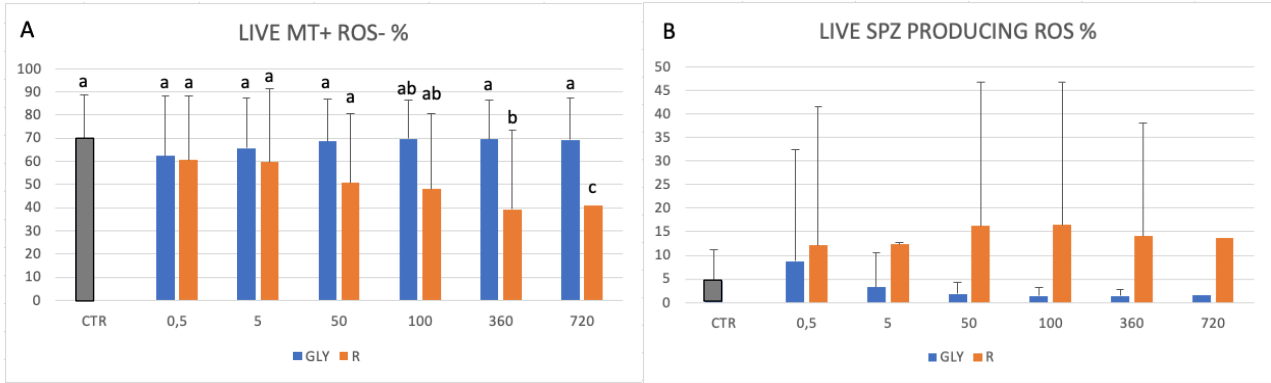 A
LIVE MT+ ROS- %
100
90
80
70
60
50
40
30
20
10
0
a
a a
a a
a a
ab ab
a b
a c
CTR 0,5 5 50 100 360 720
GLY R
B
LIVE SPZ PRODUCING ROS %
50
45
40
35
30
25
20
15
10
5
0
CTR 0,5 5 50 100 360 720
GLY R